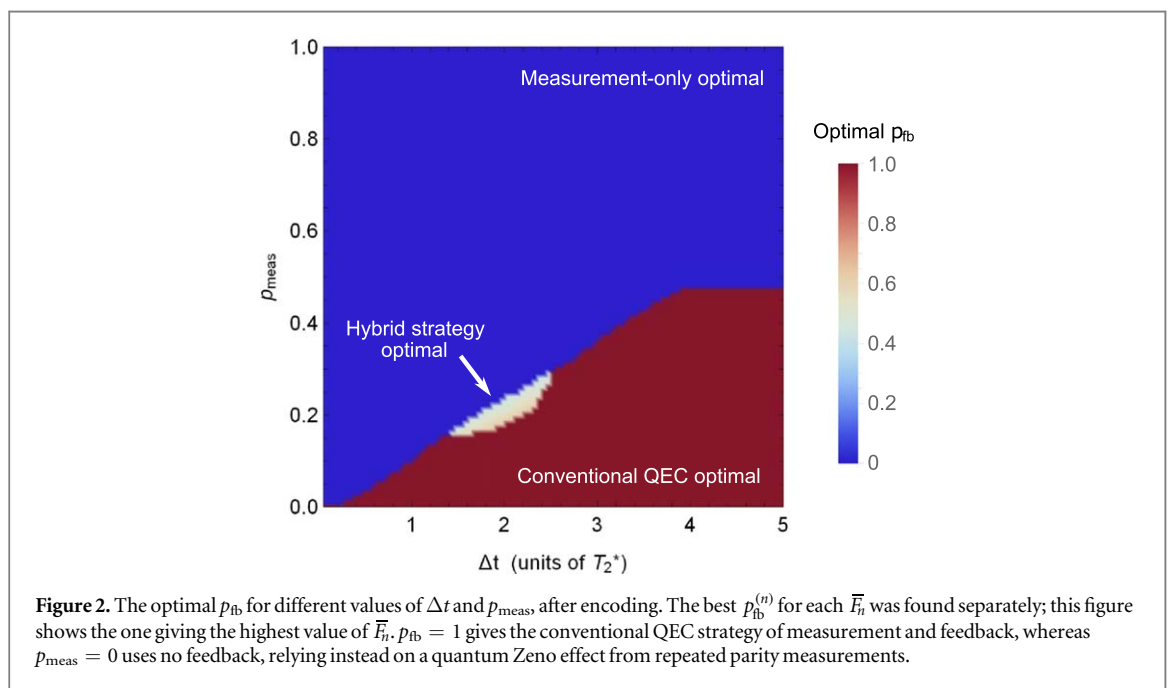 1.0
Measurement-only optimal
0.8
0.6
pmeas
0.4
Hybrid strategy
optimal
0.2
Conventional QEC optimal
0.0
1 2 3 4 5
Δt (units of T2*)
Optimal pfb
1.0
0.8
0.6
0.4
0.2
0
Figure 2. The optimal pfb for different values of Δt and pmeas, after encoding. The best pfb(n) for each F̅n was found separately; this figure
shows the one giving the highest value of F̅n. pfb = 1 gives the conventional QEC strategy of measurement and feedback, whereas
pmeas = 0 uses no feedback, relying instead on a quantum Zeno effect from repeated parity measurements.